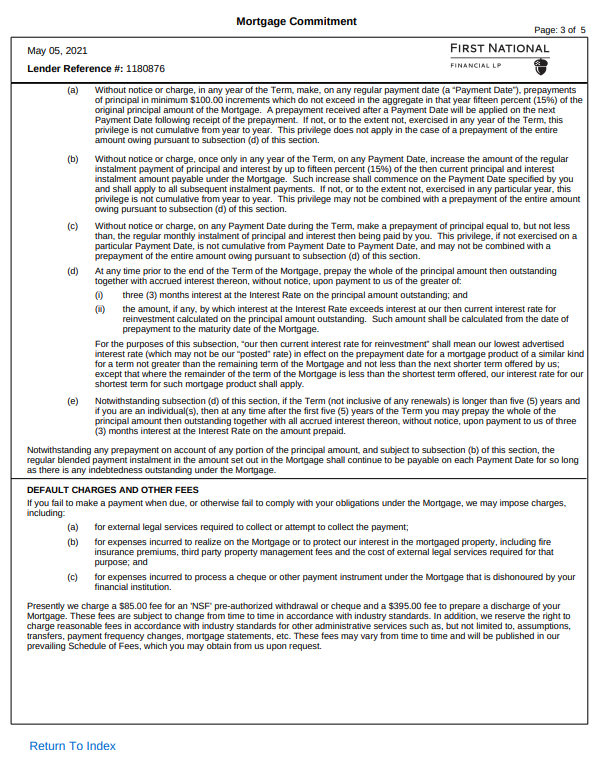 Mortgage Commitment
Page: 3 of 5
May 05, 2021
FIRST NATIONAL
FINANCIAL LP
Lender Reference #: 1180876
(a) Without notice or charge, in any year of the Term, make, on any regular payment date (a “Payment Date”), prepayments
of principal in minimum $100.00 increments which do not exceed in the aggregate in that year fifteen percent (15%) of the
original principal amount of the Mortgage. A prepayment received after a Payment Date will be applied on the next
Payment Date following receipt of the prepayment. If not, or to the extent not, exercised in any year of the Term, this
privilege is not cumulative from year to year. This privilege does not apply in the case of a prepayment of the entire
amount owing pursuant to subsection (d) of this section.
(b) Without notice or charge, once only in any year of the Term, on any Payment Date, increase the amount of the regular
instalment payment of principal and interest by up to fifteen percent (15%) of the then current principal and interest
instalment amount payable under the Mortgage. Such increase shall commence on the Payment Date specified by you
and shall apply to all subsequent instalment payments. If not, or to the extent not, exercised in any particular year, this
privilege is not cumulative from year to year. This privilege may not be combined with a prepayment of the entire amount
owing pursuant to subsection (d) of this section.
(c) Without notice or charge, on any Payment Date during the Term, make a prepayment of principal equal to, but not less
than, the regular monthly instalment of principal and interest then being paid by you. This privilege, if not exercised on a
particular Payment Date, is not cumulative from Payment Date to Payment Date, and may not be combined with a
prepayment of the entire amount owing pursuant to subsection (d) of this section.
(d) At any time prior to the end of the Term of the Mortgage, prepay the whole of the principal amount then outstanding
together with accrued interest thereon, without notice, upon payment to us of the greater of:
(i) three (3) months interest at the Interest Rate on the principal amount outstanding; and
(ii) the amount, if any, by which interest at the Interest Rate exceeds interest at our then current interest rate for
reinvestment calculated on the principal amount outstanding. Such amount shall be calculated from the date of
prepayment to the maturity date of the Mortgage.
For the purposes of this subsection, “our then current interest rate for reinvestment” shall mean our lowest advertised
interest rate (which may not be our “posted” rate) in effect on the prepayment date for a mortgage product of a similar kind
for a term not greater than the remaining term of the Mortgage and not less than the next shorter term offered by us;
except that where the remainder of the term of the Mortgage is less than the shortest term offered, our interest rate for our
shortest term for such mortgage product shall apply.
(e) Notwithstanding subsection (d) of this section, if the Term (not inclusive of any renewals) is longer than five (5) years and
if you are an individual(s), then at any time after the first five (5) years of the Term you may prepay the whole of the
principal amount then outstanding together with all accrued interest thereon, without notice, upon payment to us of three
(3) months interest at the Interest Rate on the amount prepaid.
Notwithstanding any prepayment on account of any portion of the principal amount, and subject to subsection (b) of this section, the
regular blended payment instalment in the amount set out in the Mortgage shall continue to be payable on each Payment Date for so long
as there is any indebtedness outstanding under the Mortgage.
DEFAULT CHARGES AND OTHER FEES
If you fail to make a payment when due, or otherwise fail to comply with your obligations under the Mortgage, we may impose charges,
including:
(a) for external legal services required to collect or attempt to collect the payment;
(b) for expenses incurred to realize on the Mortgage or to protect our interest in the mortgaged property, including fire
insurance premiums, third party property management fees and the cost of external legal services required for that
purpose; and
(c) for expenses incurred to process a cheque or other payment instrument under the Mortgage that is dishonoured by your
financial institution.
Presently we charge a $85.00 fee for an 'NSF' pre-authorized withdrawal or cheque and a $395.00 fee to prepare a discharge of your
Mortgage. These fees are subject to change from time to time in accordance with industry standards. In addition, we reserve the right to
charge reasonable fees in accordance with industry standards for other administrative services such as, but not limited to, assumptions,
transfers, payment frequency changes, mortgage statements, etc. These fees may vary from time to time and will be published in our
prevailing Schedule of Fees, which you may obtain from us upon request.
Return To Index